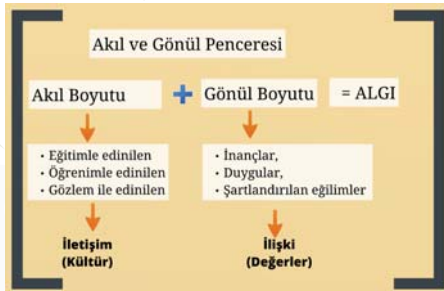 Akıl ve Gönül Penceresi
Akıl Boyutu + Gönül Boyutu = ALGI
• Eğitimle edinilen
• Öğrenimle edinilen
• Gözlem ile edinilen
• İnançlar,
• Duygular,
• Şartlandırılan eğilimler
İletişim
(Kültür)
İlişki
(Değerler)